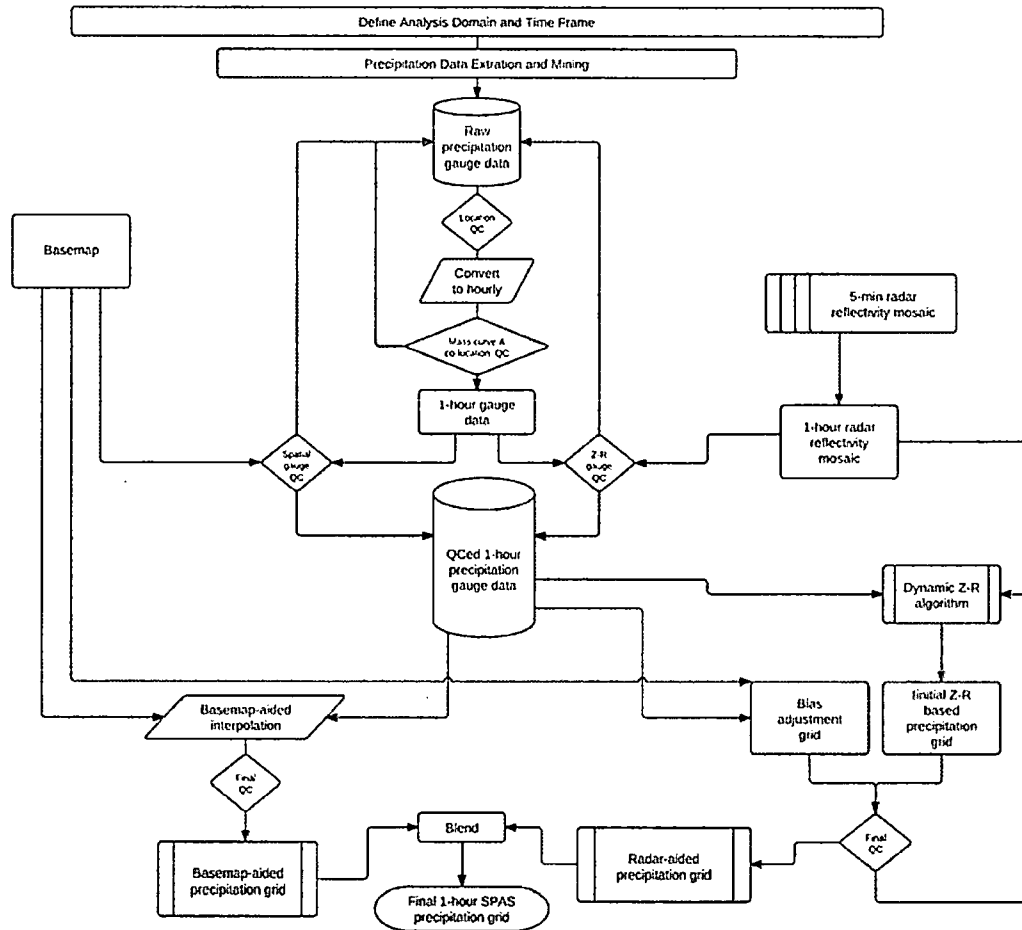 Define Analysis Domain and Time Frame
Precipitation Data Extration and Mining
Raw
precipitation
gauge data
Location
QC
Basemap
Convert
to hourly
5-min radar
reflectivity mosaic
Mass curve &
co location QC
1-hour gauge
data
1-hour radar
reflectivity
mosaic
Spatial
gauge
QC
Z-R
gauge
QC
QCed 1-hour
precipitation
gauge data
Dynamic Z-R
algorithm
Basemap-aided
interpolation
Bias
adjustment
grid
Iinitial Z-R
based
precipitation
grid
Final
QC
Blend
Final
QC
Basemap-aided
precipitation grid
Radar-aided
precipitation grid
Final 1-hour SPAS
precipitation grid